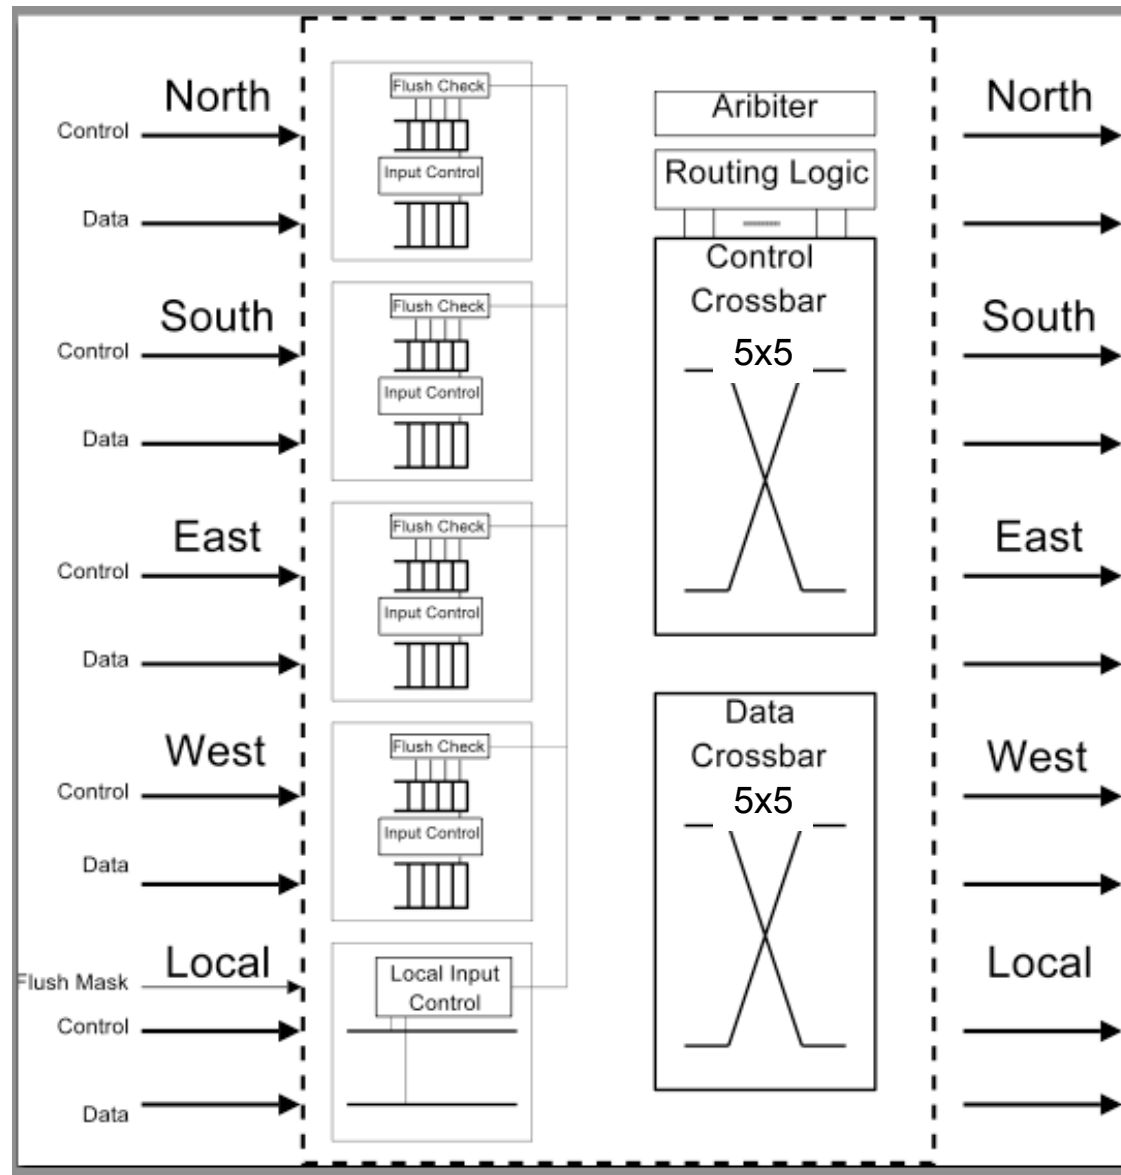 North
Control
Data
South
Control
Data
East
Control
Data
West
Control
Data
Local
Flush Mask
Control
Data
Flush Check
Input Control
Flush Check
Input Control
Flush Check
Input Control
Flush Check
Input Control
Local Input
Control
Aribiter
Routing Logic
Control
Crossbar
5x5
Data
Crossbar
5x5
North
South
East
West
Local